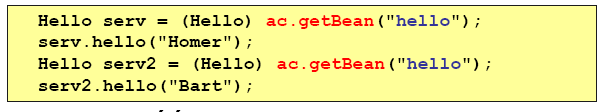 Hello serv = (Hello) ac.getBean("hello");
serv.hello("Homer");
Hello serv2 = (Hello) ac.getBean("hello");
serv2.hello("Bart");